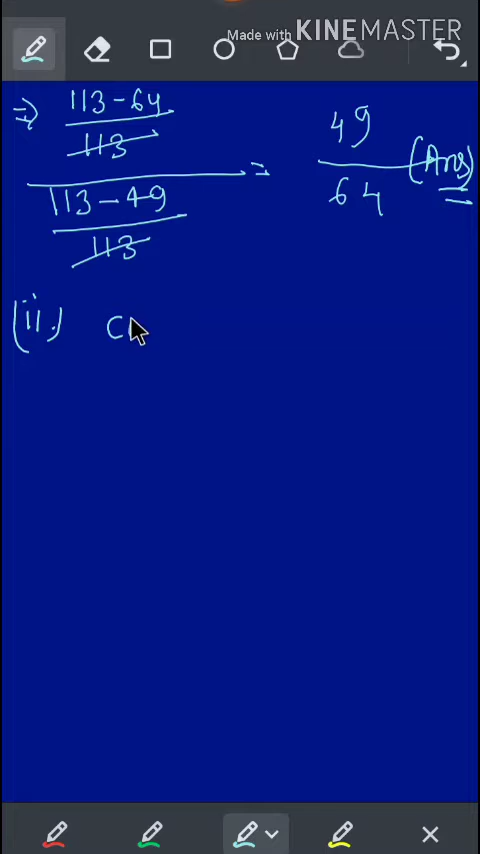 Made with KINEMASTER
⇒ 113-64
113
113-49
113
= 49
64
(Ans)
(ii)